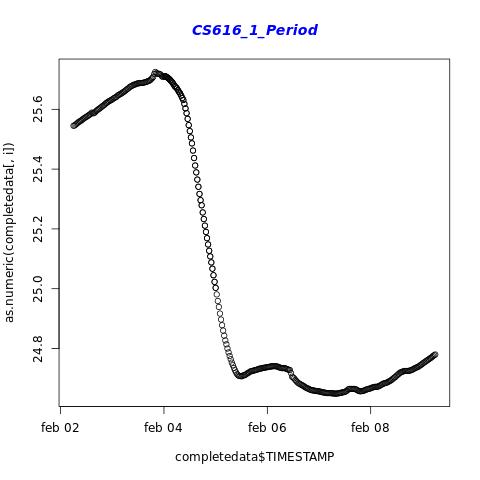 CS616_1_Period
as.numeric(completedata[, i])
25.6
25.4
25.2
25.0
24.8
feb 02
feb 04
feb 06
feb 08
completedata$TIMESTAMP